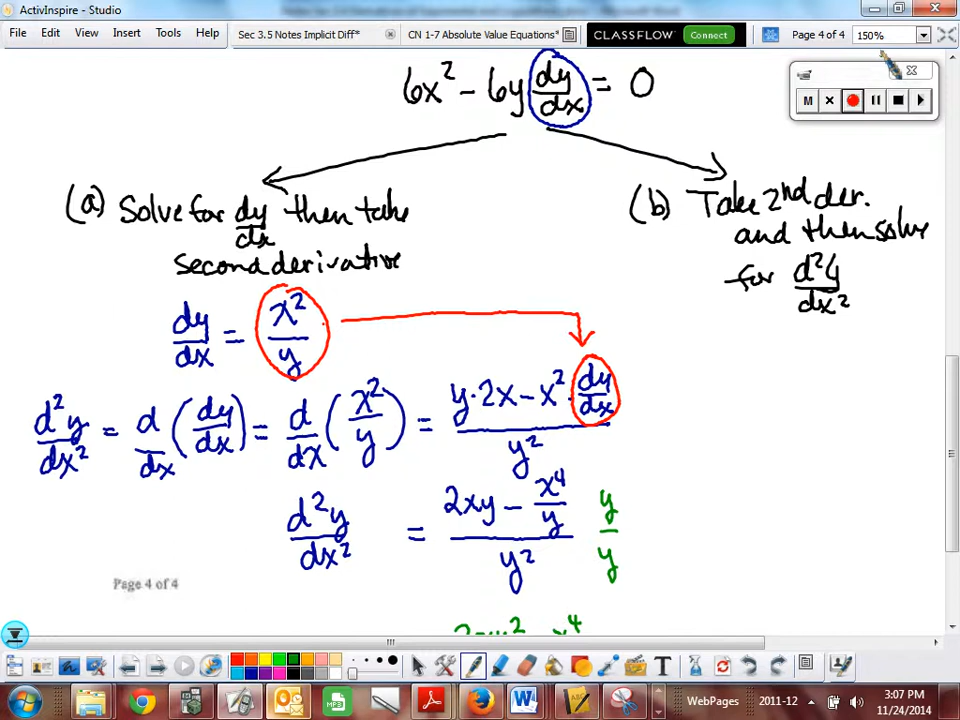 ActivInspire - Studio
File Edit View Insert Tools Help
Sec 3.5 Notes Implicit Diff*
CN 1-7 Absolute Value Equations*
CLASSFLOW Connect
Page 4 of 4 150%
M
6x² - 6y dy/dx = 0
(a) Solve for dy/dx then take
second derivative
(b) Take 2nd der.
and then solve
for d²y/dx²
dy/dx = x²/y
d²y/dx² = d/dx (dy/dx) = d/dx (x²/y) = (y·2x - x²·dy/dx)/y²
d²y/dx² = (2xy - x⁴/y)/y² y/y
Page 4 of 4
WebPages 2011-12
3:07 PM
11/24/2014